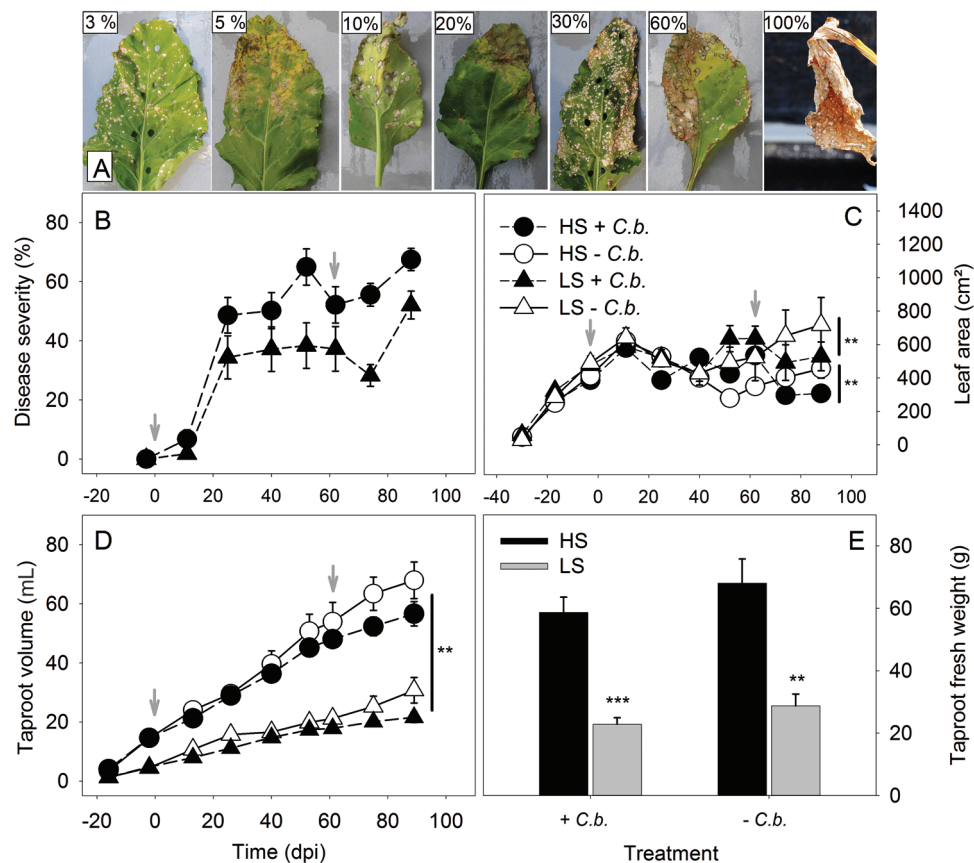 3 %
5 %
10%
20%
30%
60%
100%
A
B
Disease severity (%)
80
60
40
20
0
-20 0 20 40 60 80 100
C
HS + C.b.
HS - C.b.
LS + C.b.
LS - C.b.
**
**
1400
1200
1000
800
600
400
200
0
Leaf area (cm²)
-40 -20 0 20 40 60 80 100
D
Taproot volume (mL)
80
60
40
20
0
**
-20 0 20 40 60 80 100
Time (dpi)
E
HS
LS
***
**
80
60
40
20
0
Taproot fresh weight (g)
+ C.b.
- C.b.
Treatment